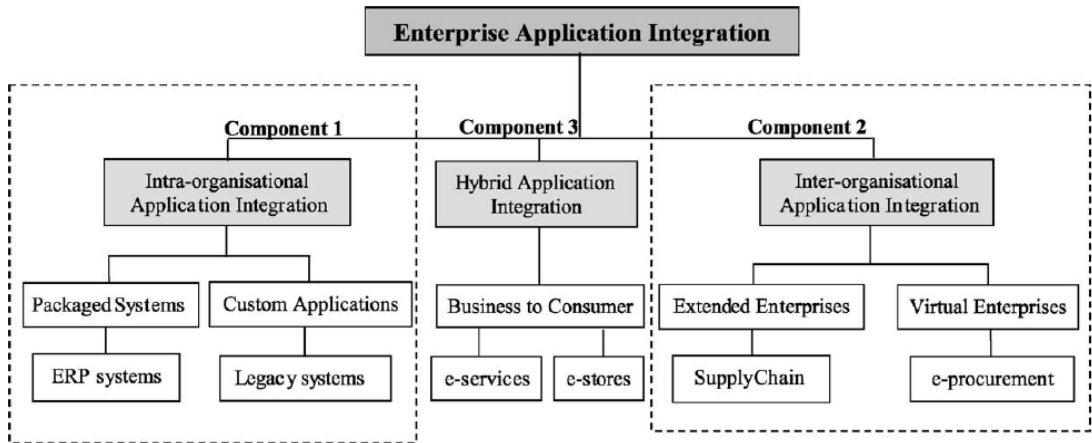 Enterprise Application Integration
Component 1
Component 3
Component 2
Intra-organisational
Application Integration
Hybrid Application
Integration
Inter-organisational
Application Integration
Packaged Systems
Custom Applications
Business to Consumer
Extended Enterprises
Virtual Enterprises
ERP systems
Legacy systems
e-services
e-stores
SupplyChain
e-procurement